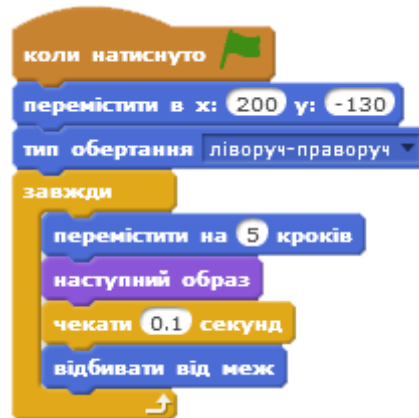 коли натиснуто
перемістити в x: 200 y: -130
тип обертання ліворуч-праворуч
завжди
перемістити на 5 кроків
наступний образ
чекати 0.1 секунд
відбивати від меж